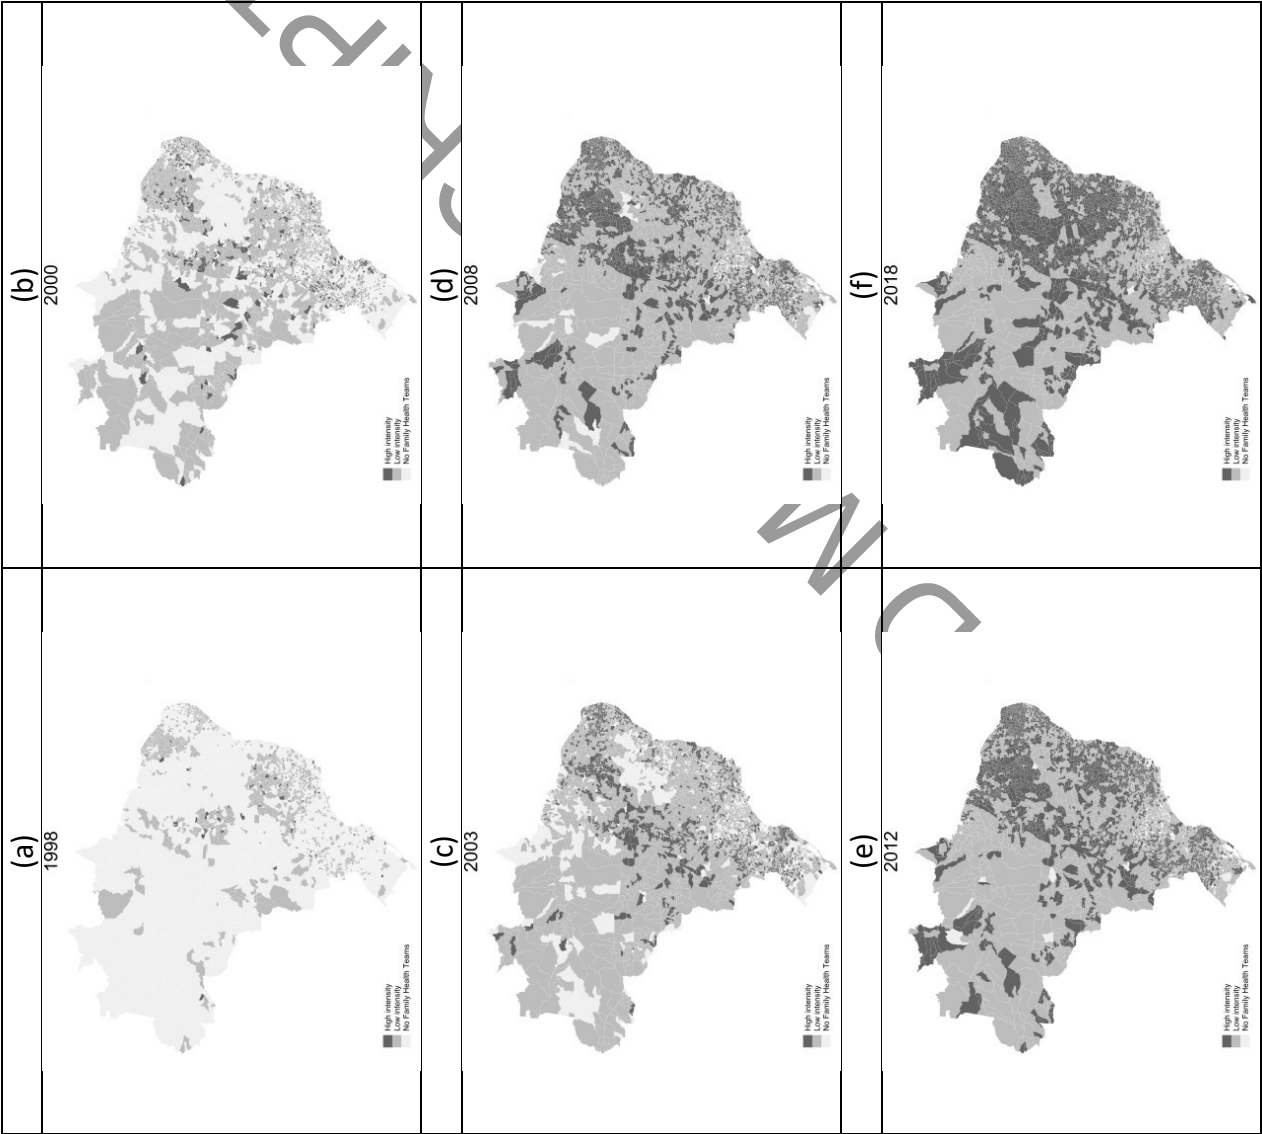 (a)
1998
High intensity
Low intensity
No Family Health Teams
(b)
2000
High intensity
Low intensity
No Family Health Teams
(c)
2003
High intensity
Low intensity
No Family Health Teams
(d)
2008
High intensity
Low intensity
No Family Health Teams
(e)
2012
High intensity
Low intensity
No Family Health Teams
(f)
2018
High intensity
Low intensity
No Family Health Teams